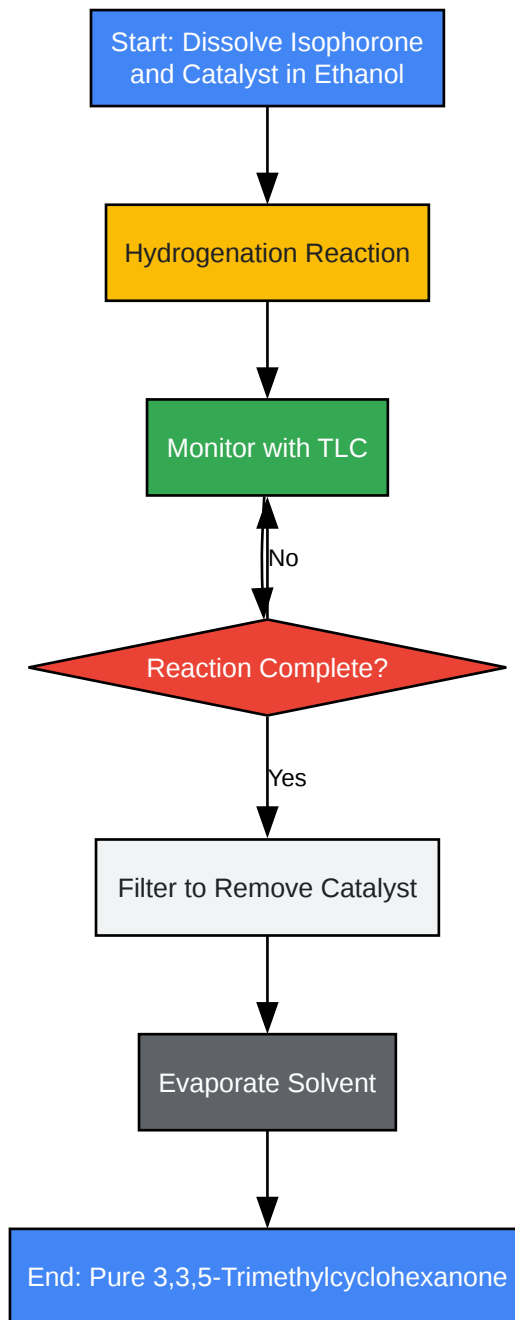 Start: Dissolve Isophorone
and Catalyst in Ethanol
Hydrogenation Reaction
Monitor with TLC
No
Reaction Complete?
Yes
Filter to Remove Catalyst
Evaporate Solvent
End: Pure 3,3,5-Trimethylcyclohexanone